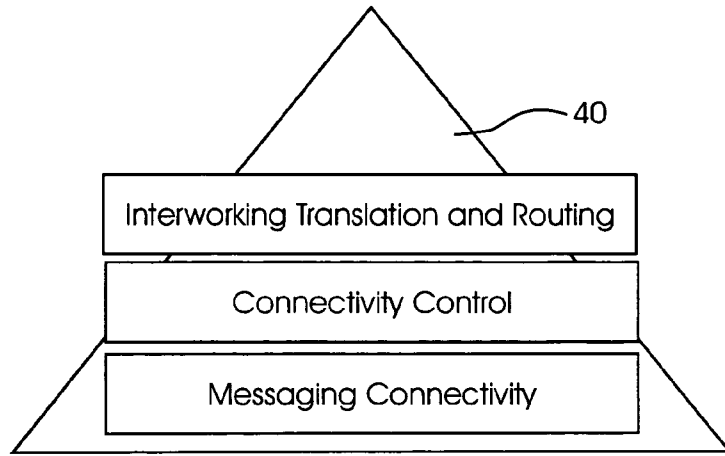 40
Interworking Translation and Routing
Connectivity Control
Messaging Connectivity